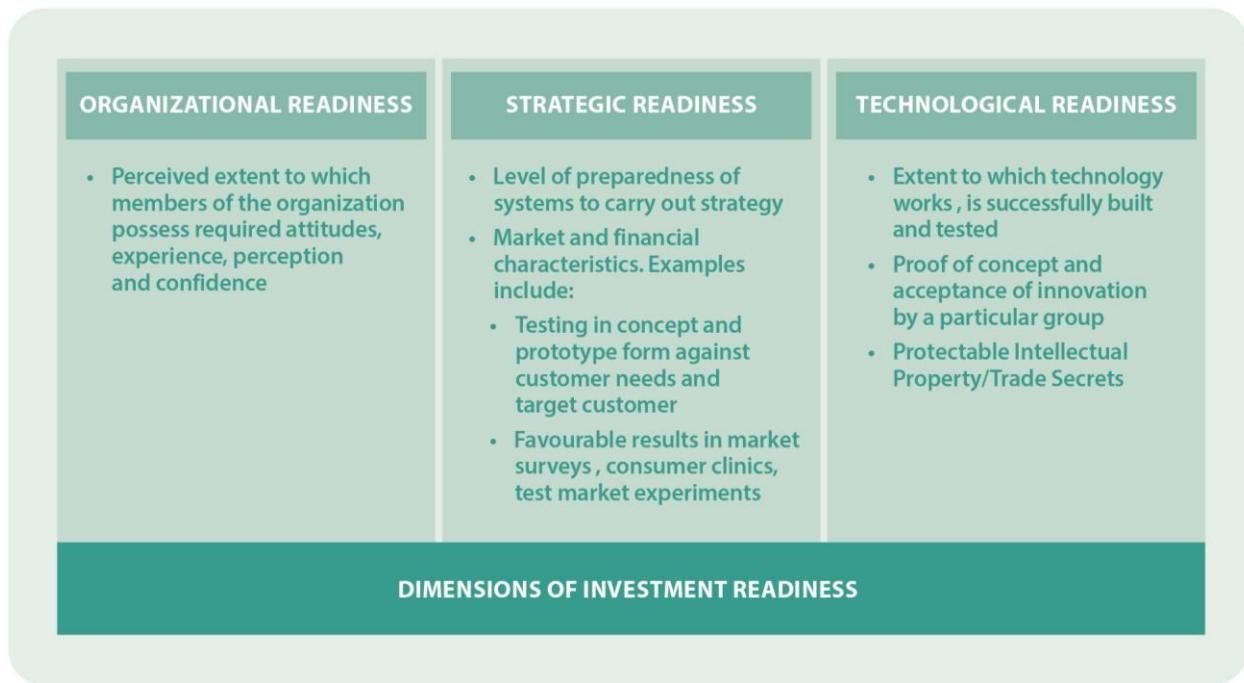 ORGANIZATIONAL READINESS
• Perceived extent to which
members of the organization
possess required attitudes,
experience, perception
and confidence
STRATEGIC READINESS
• Level of preparedness of
systems to carry out strategy
• Market and financial
characteristics. Examples
include:
• Testing in concept and
prototype form against
customer needs and
target customer
• Favourable results in market
surveys , consumer clinics,
test market experiments
TECHNOLOGICAL READINESS
• Extent to which technology
works , is successfully built
and tested
• Proof of concept and
acceptance of innovation
by a particular group
• Protectable Intellectual
Property/Trade Secrets
DIMENSIONS OF INVESTMENT READINESS